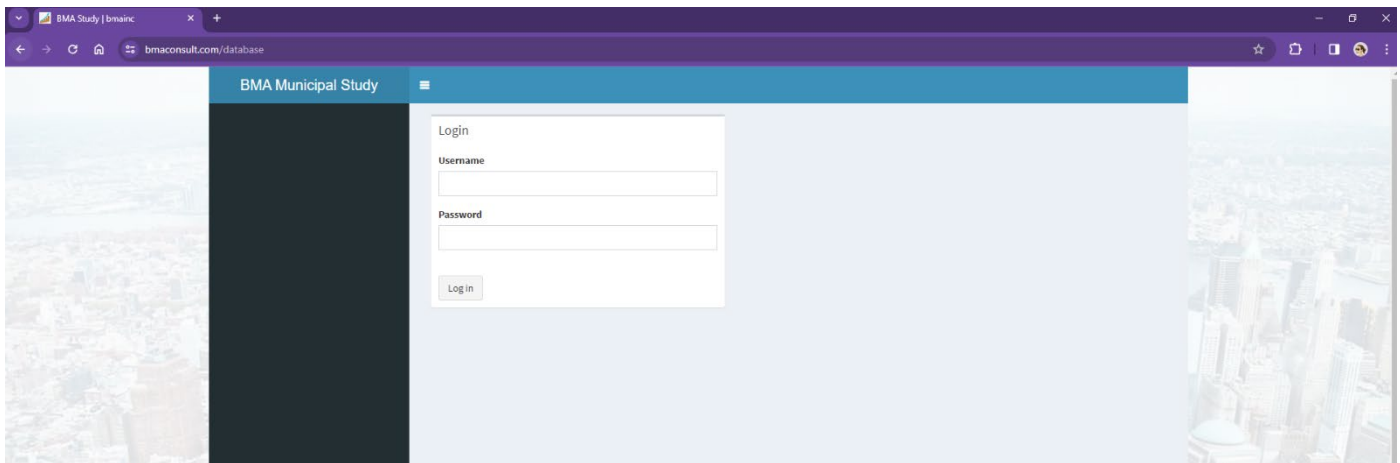 BMA Study | bmainc
bmaconsult.com/database
BMA Municipal Study
Login
Username
Password
Log in